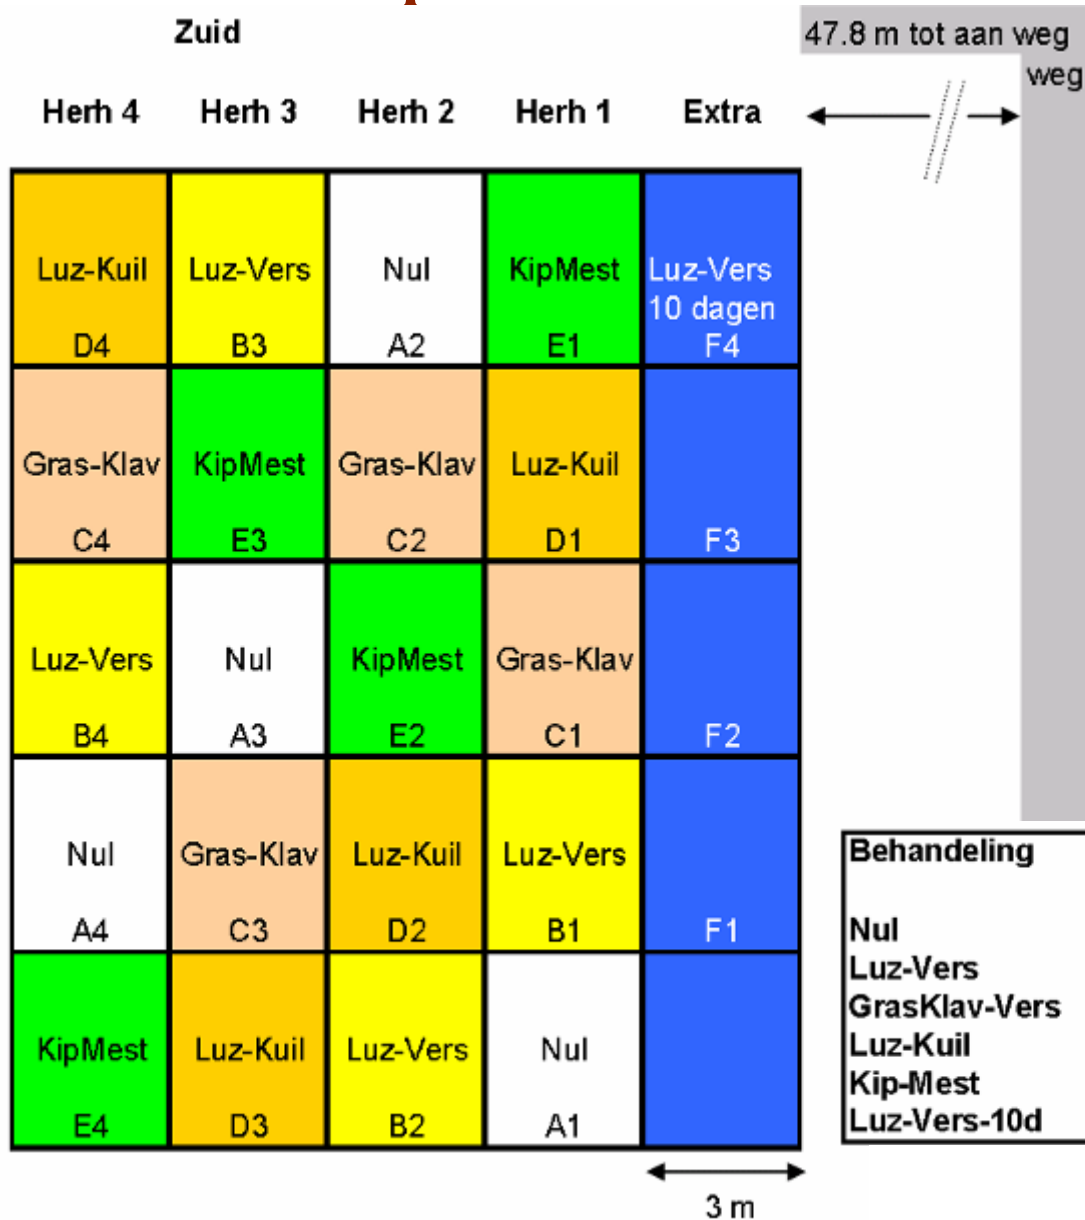 Zuid
47.8 m tot aan weg
weg
Herh 4 Herh 3 Herh 2 Herh 1 Extra
Luz-Kuil Luz-Vers Nul KipMest Luz-Vers
10 dagen
D4 B3 A2 E1 F4
Gras-Klav KipMest Gras-Klav Luz-Kuil
C4 E3 C2 D1 F3
Luz-Vers Nul KipMest Gras-Klav
B4 A3 E2 C1 F2
Nul Gras-Klav Luz-Kuil Luz-Vers
A4 C3 D2 B1 F1
KipMest Luz-Kuil Luz-Vers Nul
E4 D3 B2 A1
Behandeling
Nul
Luz-Vers
GrasKlav-Vers
Luz-Kuil
Kip-Mest
Luz-Vers-10d
3 m